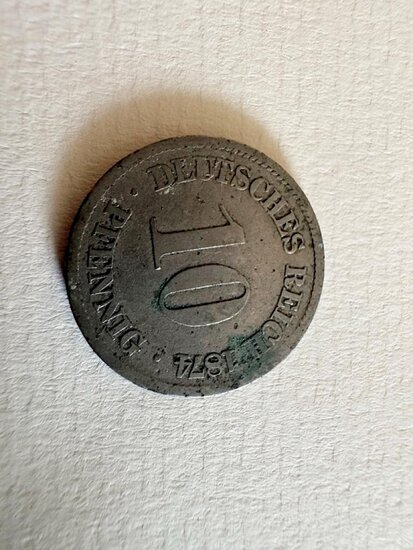 DEUTSCHES REICH 1874
10
· PFENNIG ·